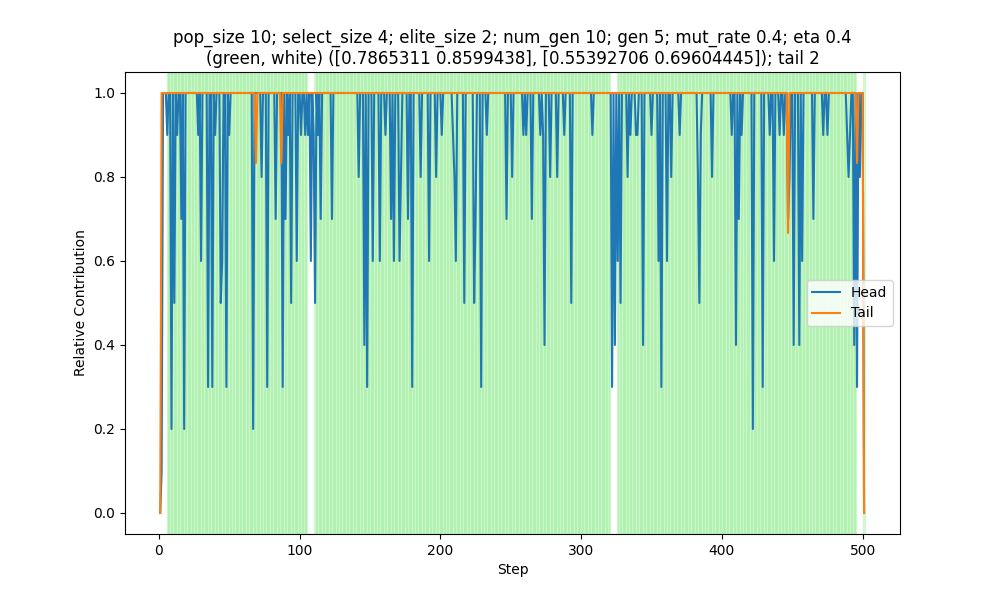 pop_size 10; select_size 4; elite_size 2; num_gen 10; gen 5; mut_rate 0.4; eta 0.4
(green, white) ([0.7865311 0.8599438], [0.55392706 0.69604445]); tail 2
1.0
0.8
0.6
0.4
0.2
0.0
Relative Contribution
Head
Tail
0
100
200
300
400
500
Step